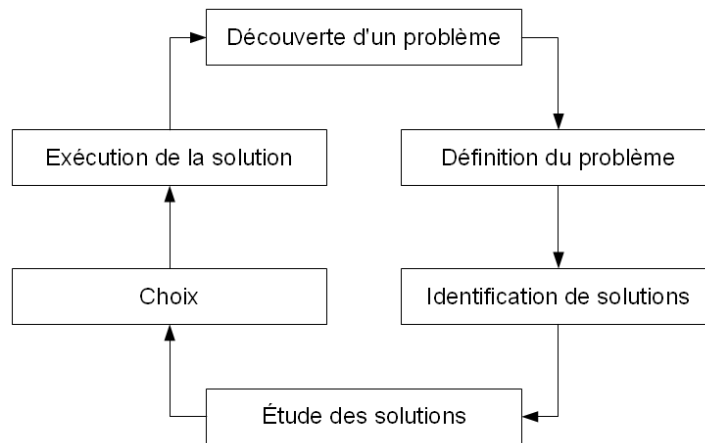 Découverte d'un problème
Exécution de la solution
Définition du problème
Choix
Identification de solutions
Étude des solutions